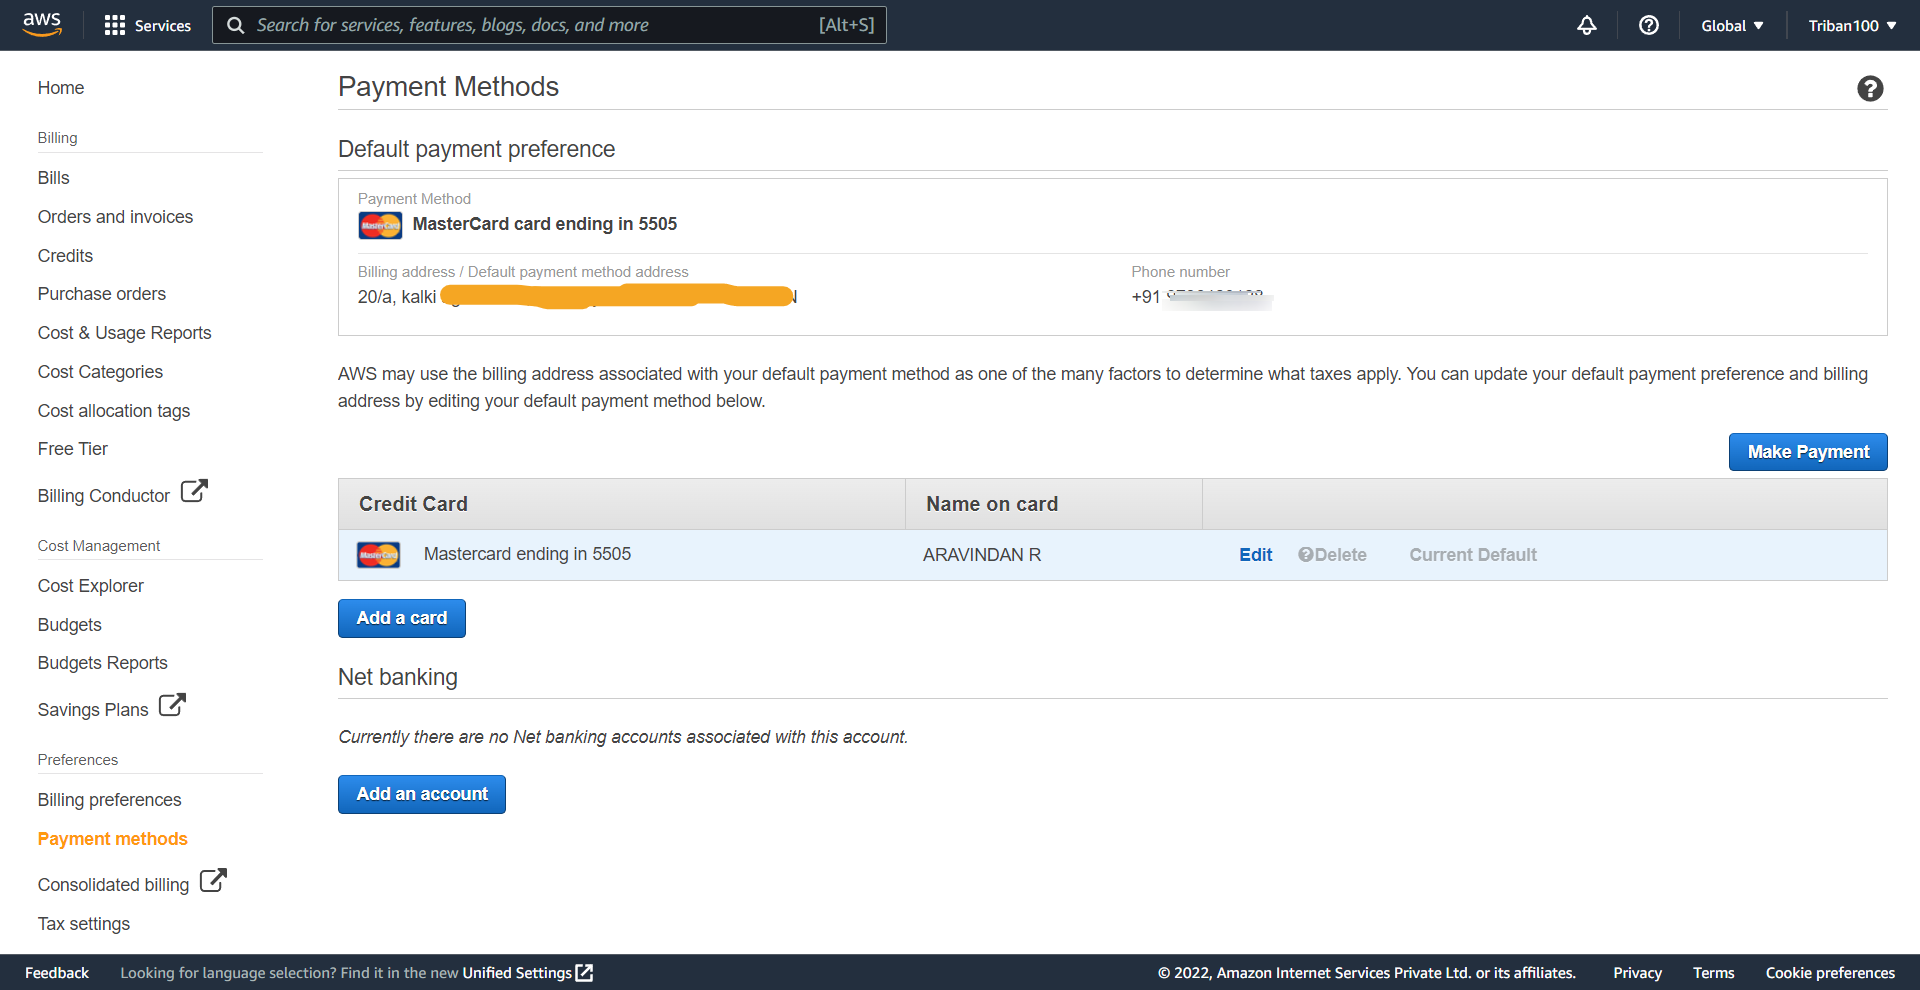 aws
Services
Search for services, features, blogs, docs, and more
[Alt+S]
Global
Triban100
Home
Billing
Bills
Orders and invoices
Credits
Purchase orders
Cost & Usage Reports
Cost Categories
Cost allocation tags
Free Tier
Billing Conductor
Cost Management
Cost Explorer
Budgets
Budgets Reports
Savings Plans
Preferences
Billing preferences
Payment methods
Consolidated billing
Tax settings
Payment Methods
Default payment preference
Payment Method
MasterCard MasterCard card ending in 5505
Billing address / Default payment method address
20/a, kalki
Phone number
+91
AWS may use the billing address associated with your default payment method as one of the many factors to determine what taxes apply. You can update your default payment preference and billing
address by editing your default payment method below.
Make Payment
Credit Card
Name on card
MasterCard Mastercard ending in 5505
ARAVINDAN R
Edit
Delete
Current Default
Add a card
Net banking
Currently there are no Net banking accounts associated with this account.
Add an account
Feedback
Looking for language selection? Find it in the new Unified Settings
© 2022, Amazon Internet Services Private Ltd. or its affiliates.
Privacy
Terms
Cookie preferences